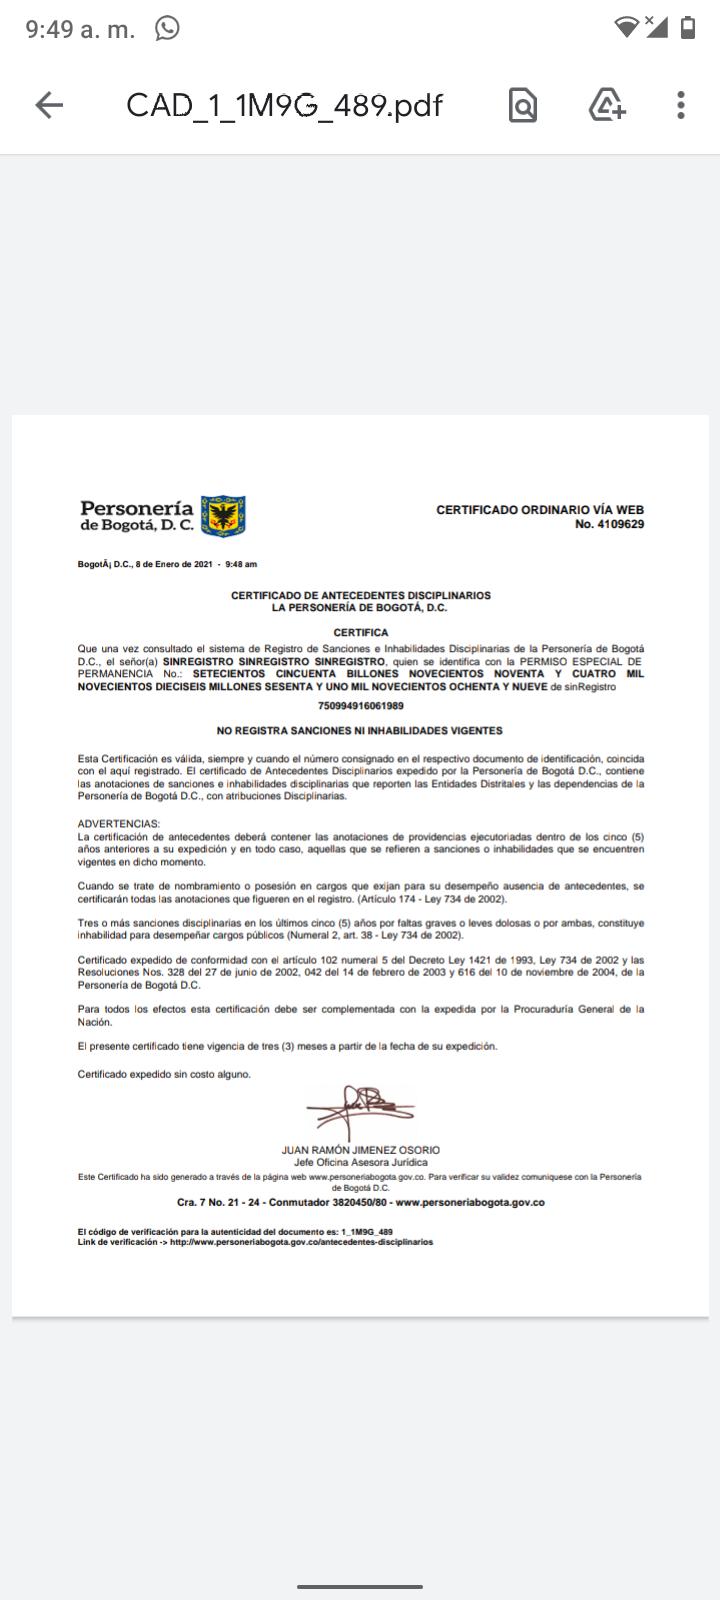 9:49 a. m.
CAD_1_1M9G_489.pdf
Personería
de Bogotá, D. C.
CERTIFICADO ORDINARIO VÍA WEB
No. 4109629
BogotÃ¡ D.C., 8 de Enero de 2021 - 9:48 am
CERTIFICADO DE ANTECEDENTES DISCIPLINARIOS
LA PERSONERÍA DE BOGOTÁ, D.C.
CERTIFICA
Que una vez consultado el sistema de Registro de Sanciones e Inhabilidades Disciplinarias de la Personería de Bogotá
D.C., el señor(a) SINREGISTRO SINREGISTRO SINREGISTRO, quien se identifica con la PERMISO ESPECIAL DE
PERMANENCIA No.: SETECIENTOS CINCUENTA BILLONES NOVECIENTOS NOVENTA Y CUATRO MIL
NOVECIENTOS DIECISEIS MILLONES SESENTA Y UNO MIL NOVECIENTOS OCHENTA Y NUEVE de sinRegistro
750994916061989
NO REGISTRA SANCIONES NI INHABILIDADES VIGENTES
Esta Certificación es válida, siempre y cuando el número consignado en el respectivo documento de identificación, coincida
con el aquí registrado. El certificado de Antecedentes Disciplinarios expedido por la Personería de Bogotá D.C., contiene
las anotaciones de sanciones e inhabilidades disciplinarias que reporten las Entidades Distritales y las dependencias de la
Personería de Bogotá D.C., con atribuciones Disciplinarias.
ADVERTENCIAS:
La certificación de antecedentes deberá contener las anotaciones de providencias ejecutoriadas dentro de los cinco (5)
años anteriores a su expedición y en todo caso, aquellas que se refieren a sanciones o inhabilidades que se encuentren
vigentes en dicho momento.
Cuando se trate de nombramiento o posesión en cargos que exijan para su desempeño ausencia de antecedentes, se
certificarán todas las anotaciones que figueren en el registro. (Artículo 174 - Ley 734 de 2002).
Tres o más sanciones disciplinarias en los últimos cinco (5) años por faltas graves o leves dolosas o por ambas, constituye
inhabilidad para desempeñar cargos públicos (Numeral 2, art. 38 - Ley 734 de 2002).
Certificado expedido de conformidad con el artículo 102 numeral 5 del Decreto Ley 1421 de 1993, Ley 734 de 2002 y las
Resoluciones Nos. 328 del 27 de junio de 2002, 042 del 14 de febrero de 2003 y 616 del 10 de noviembre de 2004, de la
Personería de Bogotá D.C.
Para todos los efectos esta certificación debe ser complementada con la expedida por la Procuraduría General de la
Nación.
El presente certificado tiene vigencia de tres (3) meses a partir de la fecha de su expedición.
Certificado expedido sin costo alguno.
JUAN RAMÓN JIMENEZ OSORIO
Jefe Oficina Asesora Jurídica
Este Certificado ha sido generado a través de la página web www.personeriabogota.gov.co. Para verificar su validez comuniquese con la Personería
de Bogotá D.C.
Cra. 7 No. 21 - 24 - Conmutador 3820450/80 - www.personeriabogota.gov.co
El código de verificación para la autenticidad del documento es: 1_1M9G_489
Link de verificación -> http://www.personeriabogota.gov.co/antecedentes-disciplinarios